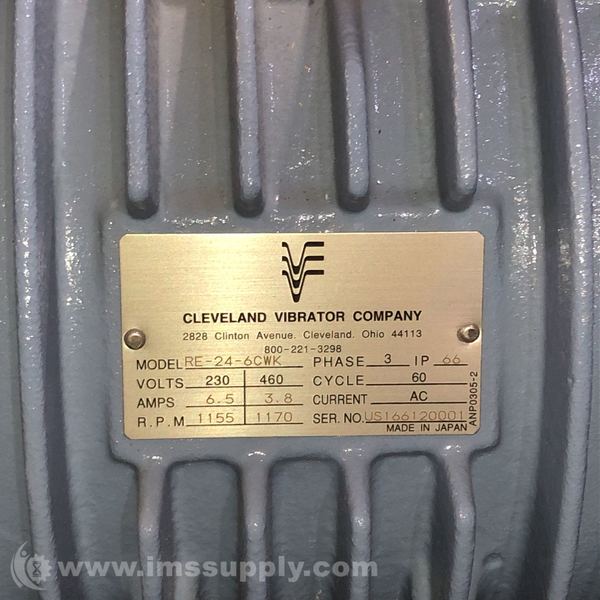 CLEVELAND VIBRATOR COMPANY
2828 Clinton Avenue. Cleveland. Ohio 44113
800-221-3298
MODEL RE-24-6CWK PHASE 3 IP 66
VOLTS 230 460 CYCLE 60
AMPS 6.5 3.8 CURRENT AC
R.P.M 1155 1170 SER. NO. US166120001
MADE IN JAPAN
ANP0305-2
www.imssupply.com